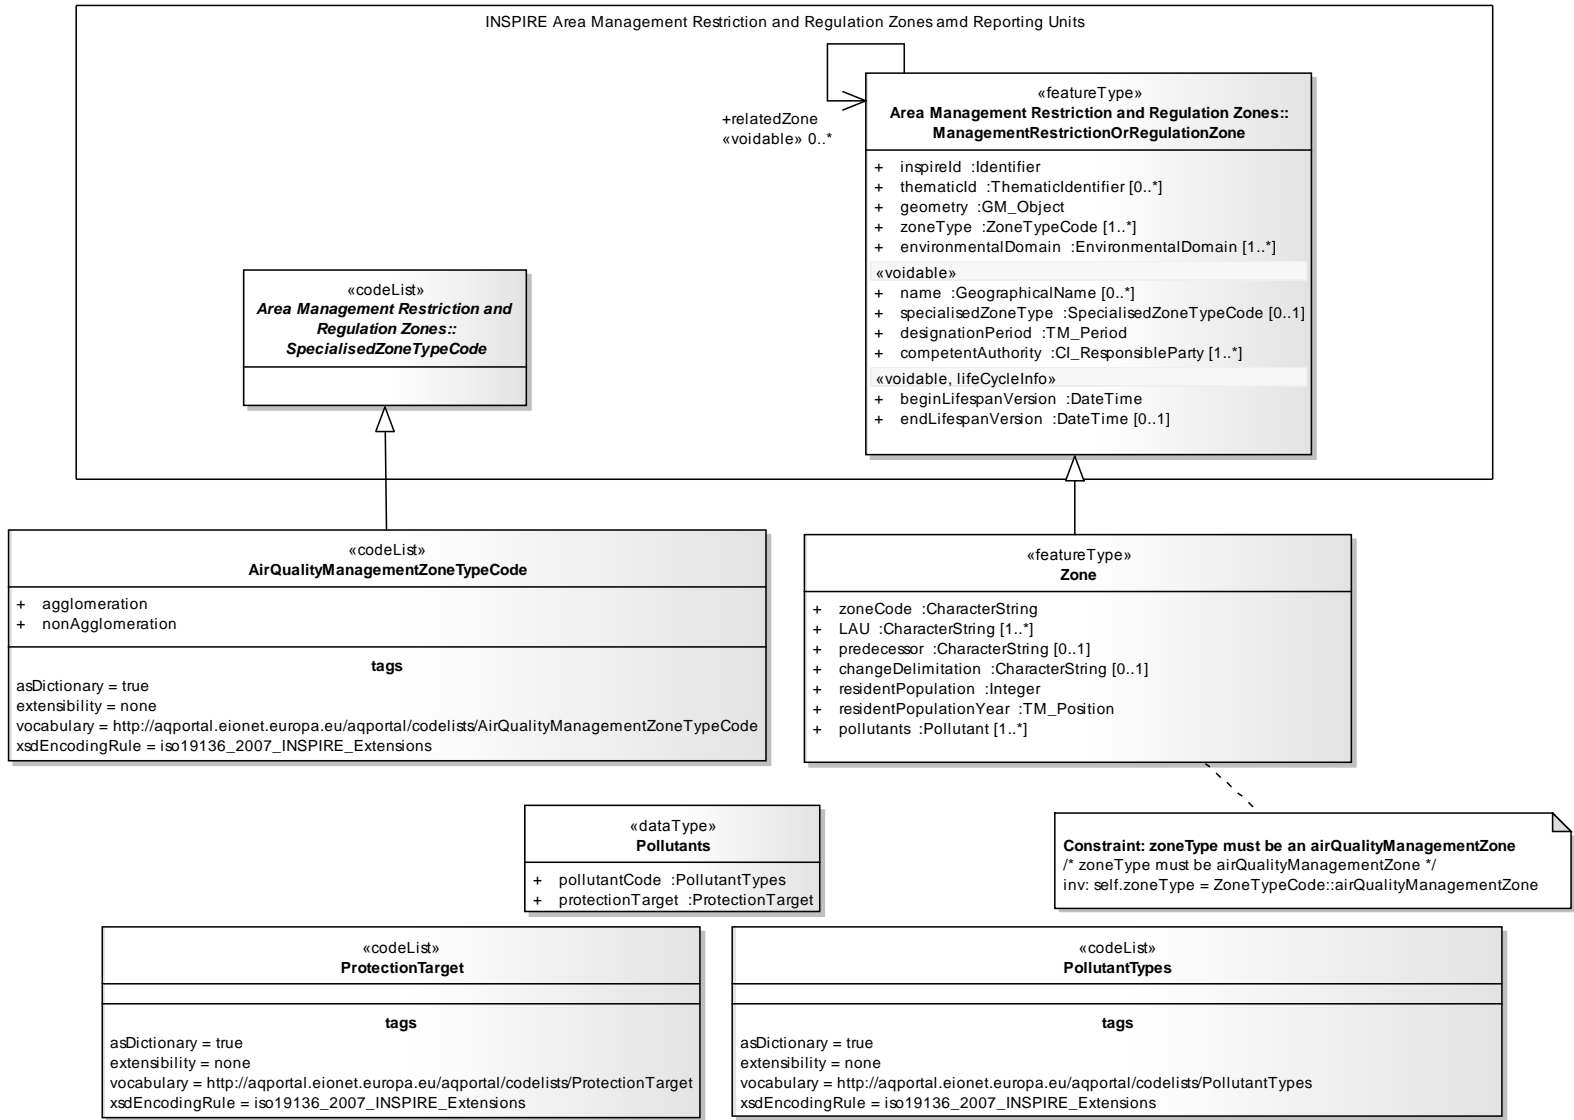 INSPIRE Area Management Restriction and Regulation Zones amd Reporting Units
+relatedZone
«voidable» 0..*
«featureType»
Area Management Restriction and Regulation Zones::
ManagementRestrictionOrRegulationZone
+ inspireId :Identifier
+ thematicId :ThematicIdentifier [0..*]
+ geometry :GM_Object
+ zoneType :ZoneTypeCode [1..*]
+ environmentalDomain :EnvironmentalDomain [1..*]
«voidable»
+ name :GeographicalName [0..*]
+ specialisedZoneType :SpecialisedZoneTypeCode [0..1]
+ designationPeriod :TM_Period
+ competentAuthority :CI_ResponsibleParty [1..*]
«voidable, lifeCycleInfo»
+ beginLifespanVersion :DateTime
+ endLifespanVersion :DateTime [0..1]
«codeList»
Area Management Restriction and
Regulation Zones::
SpecialisedZoneTypeCode
«codeList»
AirQualityManagementZoneTypeCode
+ agglomeration
+ nonAgglomeration
tags
asDictionary = true
extensibility = none
vocabulary = http://aqportal.eionet.europa.eu/aqportal/codelists/AirQualityManagementZoneTypeCode
xsdEncodingRule = iso19136_2007_INSPIRE_Extensions
«featureType»
Zone
+ zoneCode :CharacterString
+ LAU :CharacterString [1..*]
+ predecessor :CharacterString [0..1]
+ changeDelimitation :CharacterString [0..1]
+ residentPopulation :Integer
+ residentPopulationYear :TM_Position
+ pollutants :Pollutant [1..*]
«dataType»
Pollutants
+ pollutantCode :PollutantTypes
+ protectionTarget :ProtectionTarget
Constraint: zoneType must be an airQualityManagementZone
/* zoneType must be airQualityManagementZone */
inv: self.zoneType = ZoneTypeCode::airQualityManagementZone
«codeList»
ProtectionTarget
tags
asDictionary = true
extensibility = none
vocabulary = http://aqportal.eionet.europa.eu/aqportal/codelists/ProtectionTarget
xsdEncodingRule = iso19136_2007_INSPIRE_Extensions
«codeList»
PollutantTypes
tags
asDictionary = true
extensibility = none
vocabulary = http://aqportal.eionet.europa.eu/aqportal/codelists/PollutantTypes
xsdEncodingRule = iso19136_2007_INSPIRE_Extensions